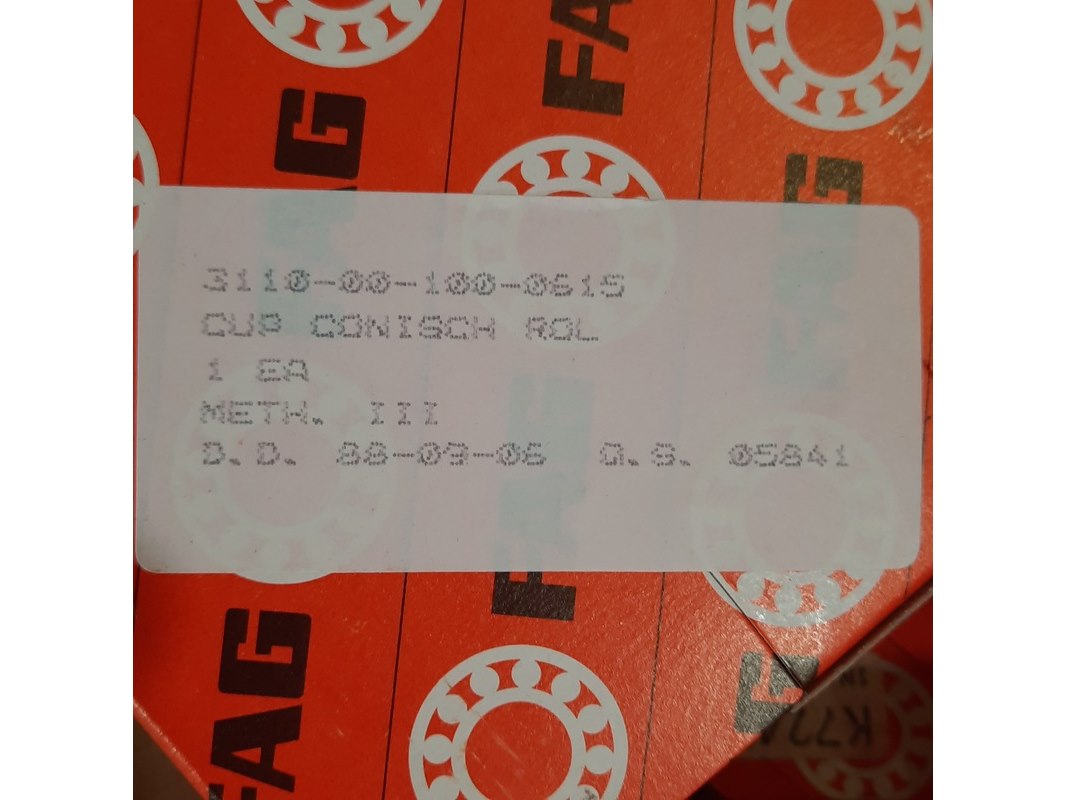 FAG
FAG
FAG
3110-00-100-0615
CUP CONISCH ROL
1 EA
METH. III
D.D. 88-09-06 Q.S. 05841
FAG
FAG